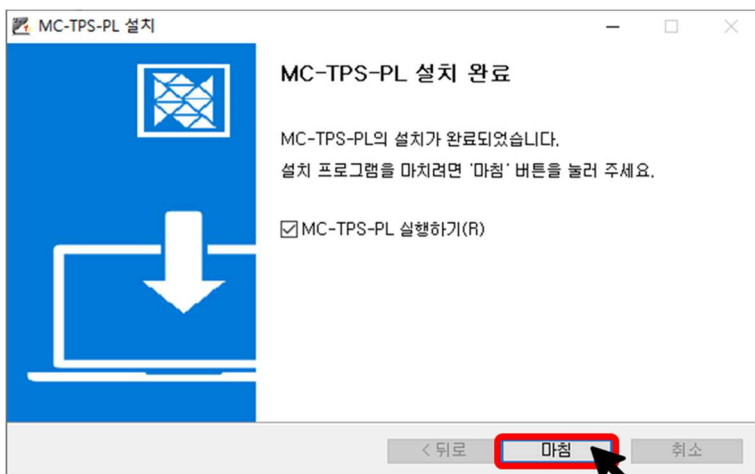 MC-TPS-PL 설치
MC-TPS-PL 설치 완료
MC-TPS-PL의 설치가 완료되었습니다.
설치 프로그램을 마치려면 '마침' 버튼을 눌러 주세요.
MC-TPS-PL 실행하기(R)
< 뒤로 마침 취소